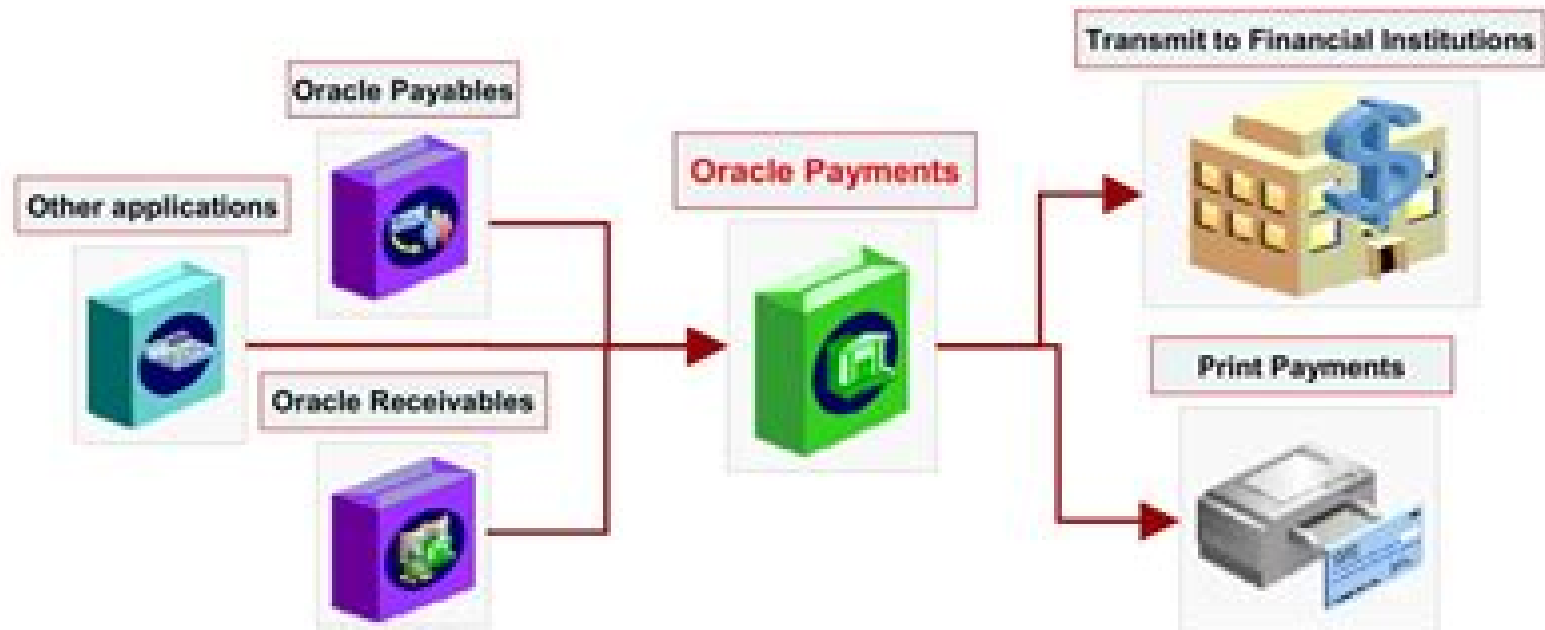 Transmit to Financial Institutions
Oracle Payables
Oracle Payments
Other applications
Print Payments
Oracle Receivables